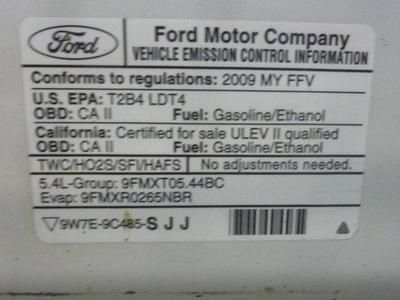 Ford
Ford Motor Company
VEHICLE EMISSION CONTROL INFORMATION
Conforms to regulations: 2009 MY FFV
U.S. EPA: T2B4 LDT4
OBD: CA II Fuel: Gasoline/Ethanol
California: Certified for sale ULEV II qualified
OBD: CA II Fuel: Gasoline/Ethanol
TWC/HO2S/SFI/HAFS No adjustments needed.
5.4L-Group: 9FMXT05.44BC
Evap: 9FMXR0265NBR
9W7E-9C485-S J J